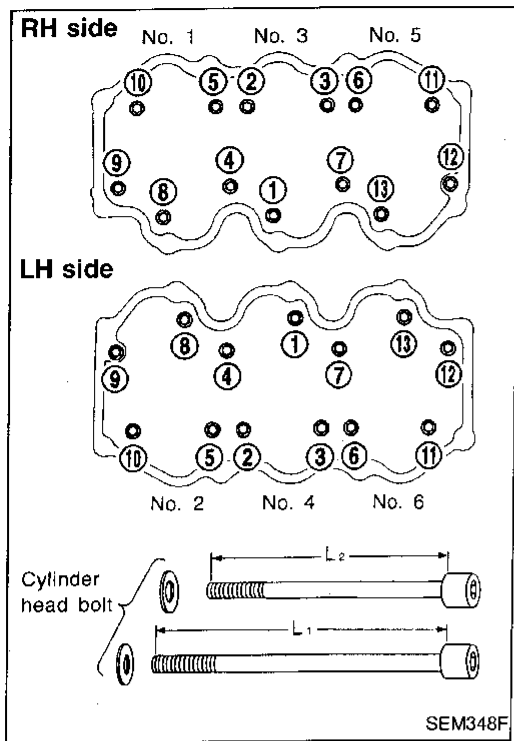 RH side
No. 1 No. 3 No. 5
10 5 2 3 6 11
9 4 7 12
8 1 13
LH side
8 1 13
9 4 7 12
10 5 2 3 6 11
No. 2 No. 4 No. 6
L2
Cylinder
head bolt
L1
SEM348F